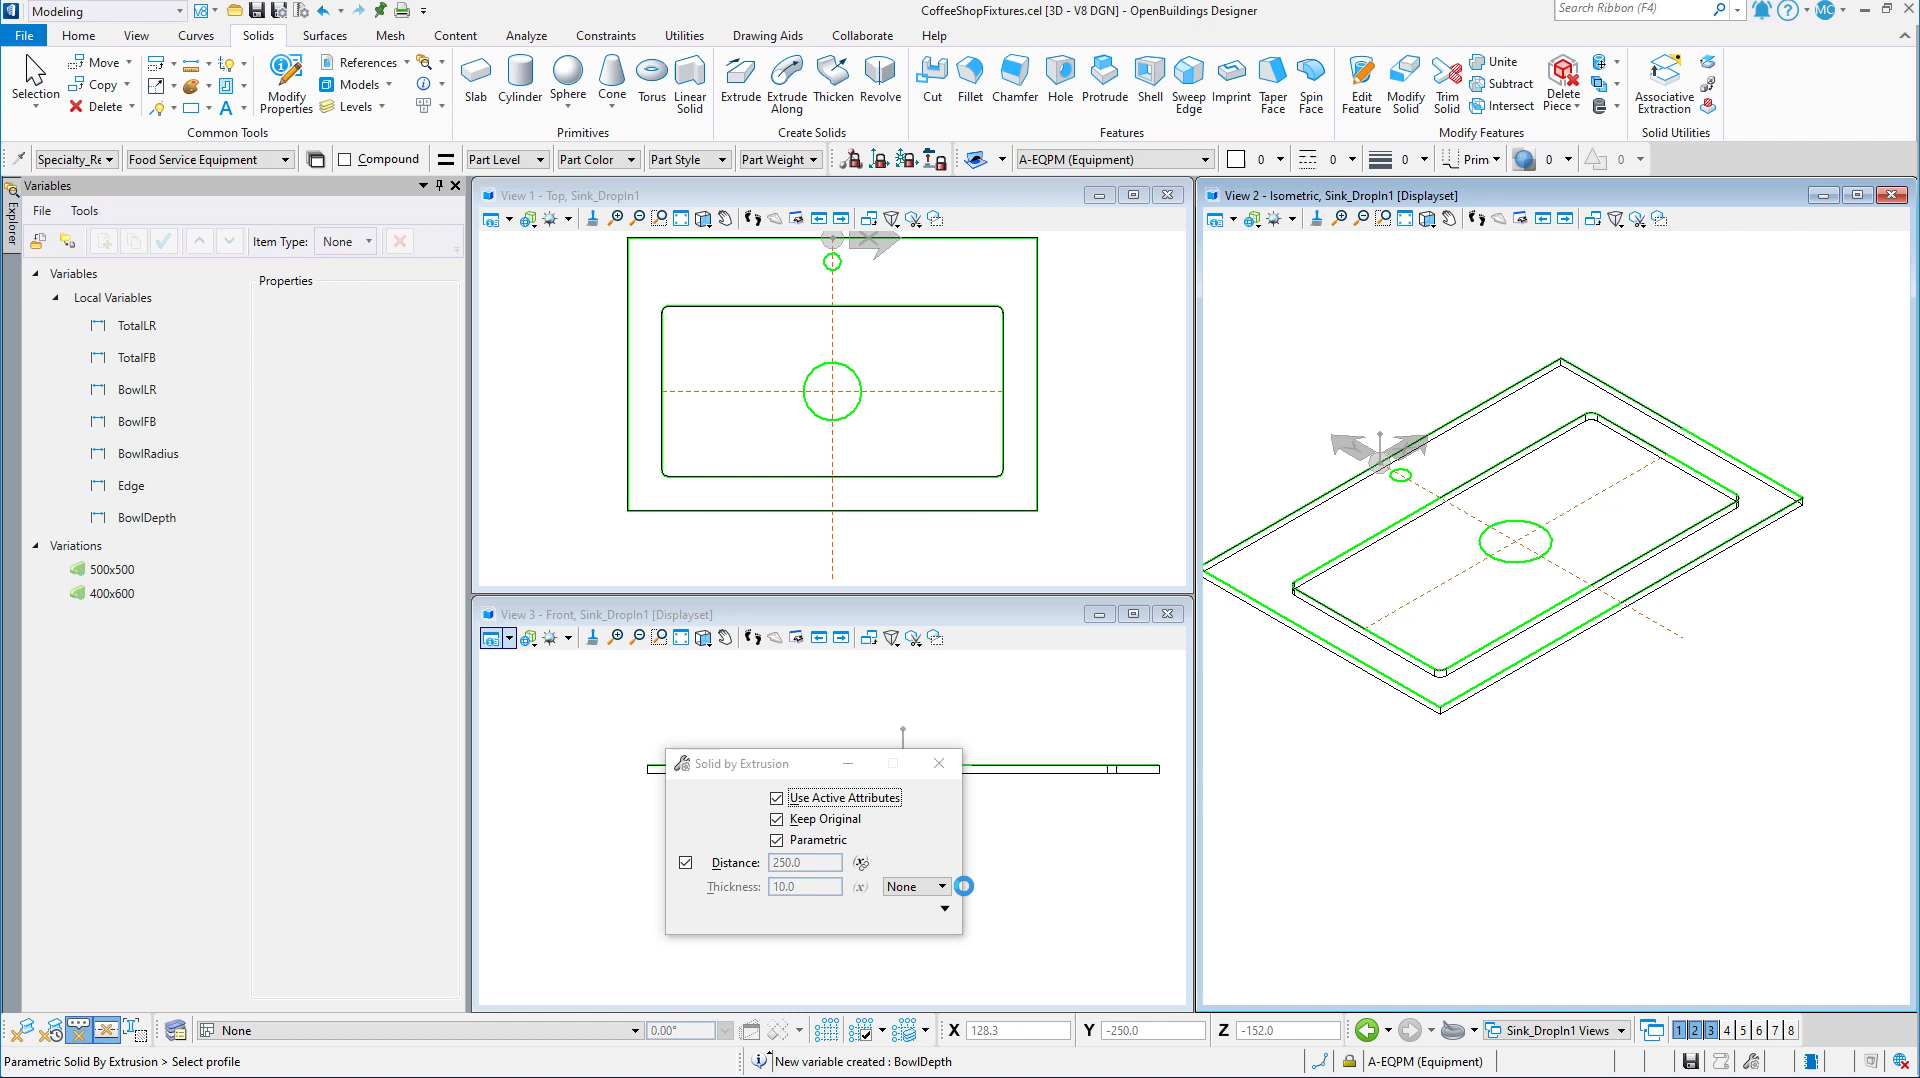 Modeling
CoffeeShopFixtures.cel [3D - V8 DGN] - OpenBuildings Designer
Search Ribbon (F4)
MC
File Home View Curves Solids Surfaces Mesh Content Analyze Constraints Utilities Drawing Aids Collaborate Help
Selection
Move
Copy
Delete
Modify Properties
References
Models
Levels
Common Tools
Slab Cylinder Sphere Cone Torus Linear Solid
Primitives
Extrude Extrude Along Thicken Revolve
Create Solids
Cut Fillet Chamfer Hole Protrude Shell Sweep Edge Imprint Taper Face Spin Face
Features
Edit Feature Modify Solid Trim Solid
Unite
Subtract
Intersect
Delete Piece
Modify Features
Associative Extraction
Solid Utilities
Specialty_Re Food Service Equipment Compound Part Level Part Color Part Style Part Weight A-EQPM (Equipment) 0 0 0 Prim 0 0
Explorer
Variables
File Tools
Item Type: None
Variables
Local Variables
TotalLR
TotalFB
BowlLR
BowlFB
BowlRadius
Edge
BowlDepth
Variations
500x500
400x600
Properties
View 1 - Top, Sink_DropIn1
View 2 - Isometric, Sink_DropIn1 [Displayset]
View 3 - Front, Sink_DropIn1 [Displayset]
Solid by Extrusion
Use Active Attributes
Keep Original
Parametric
Distance: 250.0
Thickness: 10.0 (x) None
None 0.00° X 128.3 Y -250.0 Z -152.0 Sink_DropIn1 Views 1 2 3 4 5 6 7 8
Parametric Solid By Extrusion > Select profile
New variable created : BowlDepth
A-EQPM (Equipment)